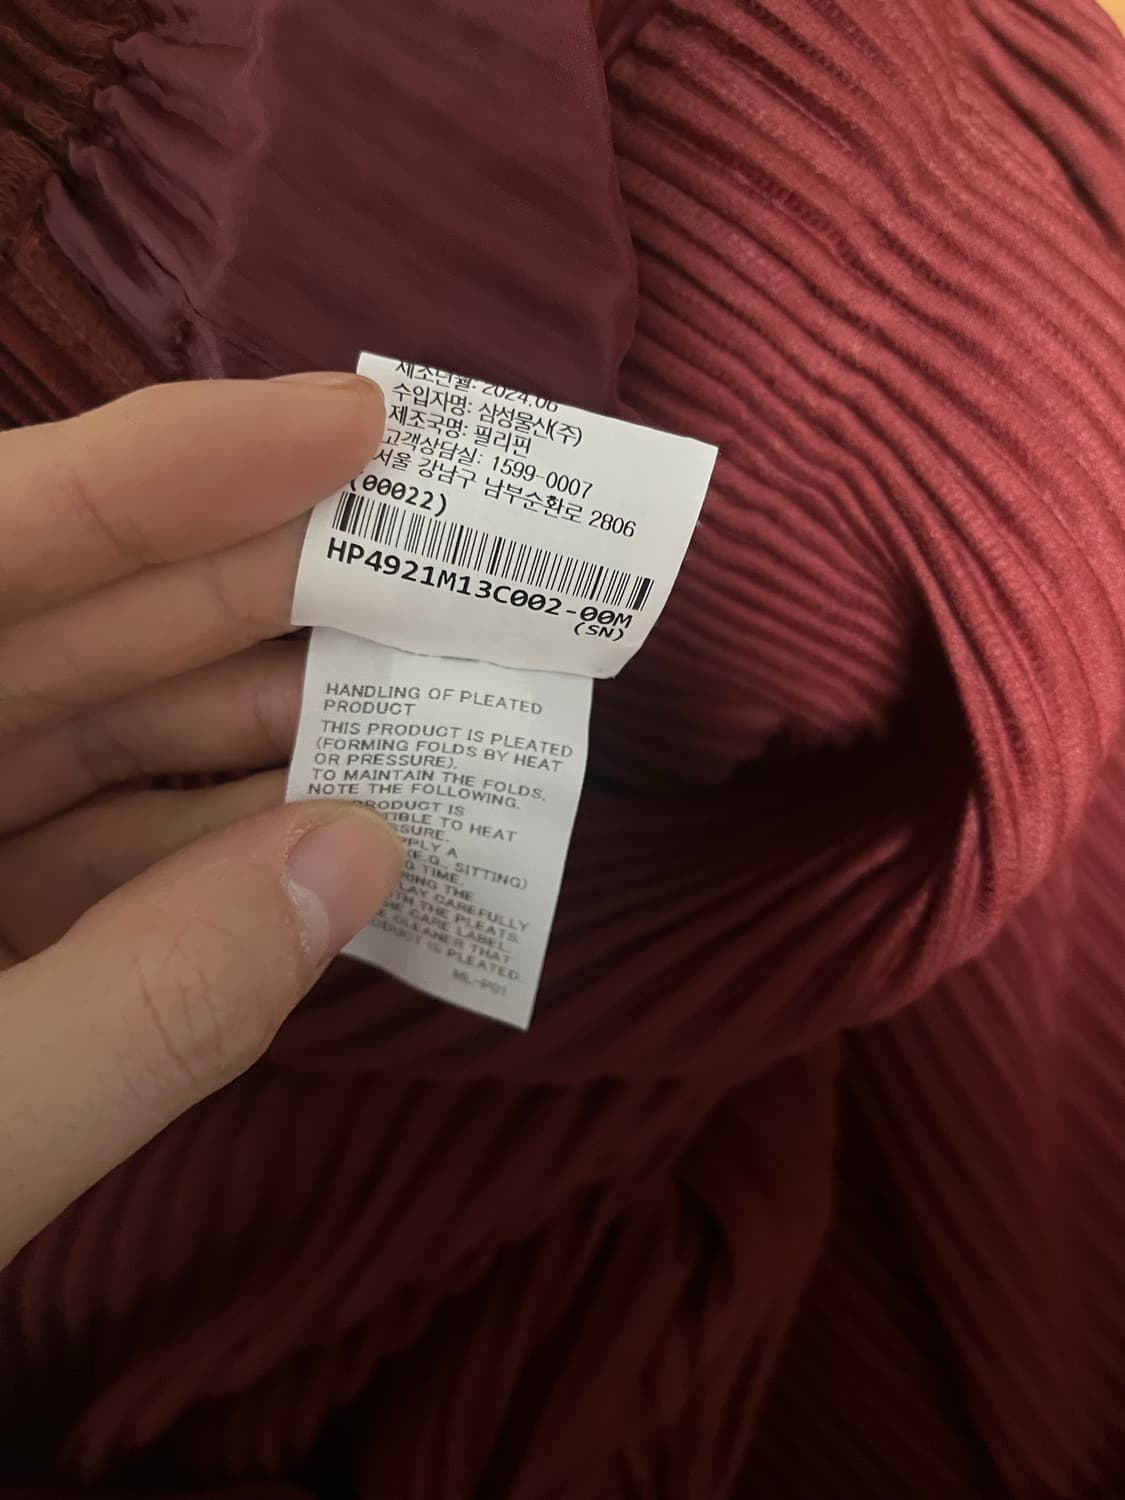 제조년월: 2024.06
수입자명: 삼성물산(주)
제조국명: 필리핀
고객상담실: 1599-0007
서울 강남구 남부순환로 2806
(00022)
HP4921M13C002-00M
(SN)
HANDLING OF PLEATED
PRODUCT
THIS PRODUCT IS PLEATED
(FORMING FOLDS BY HEAT
OR PRESSURE).
TO MAINTAIN THE FOLDS,
NOTE THE FOLLOWING.
PRODUCT IS
TO HEAT
A
(E.G., SITTING)
TIME.
THE
CAREFULLY
THE PLEATS.
CARE LABEL.
CLEANER THAT
IS PLEATED.
ML-P01